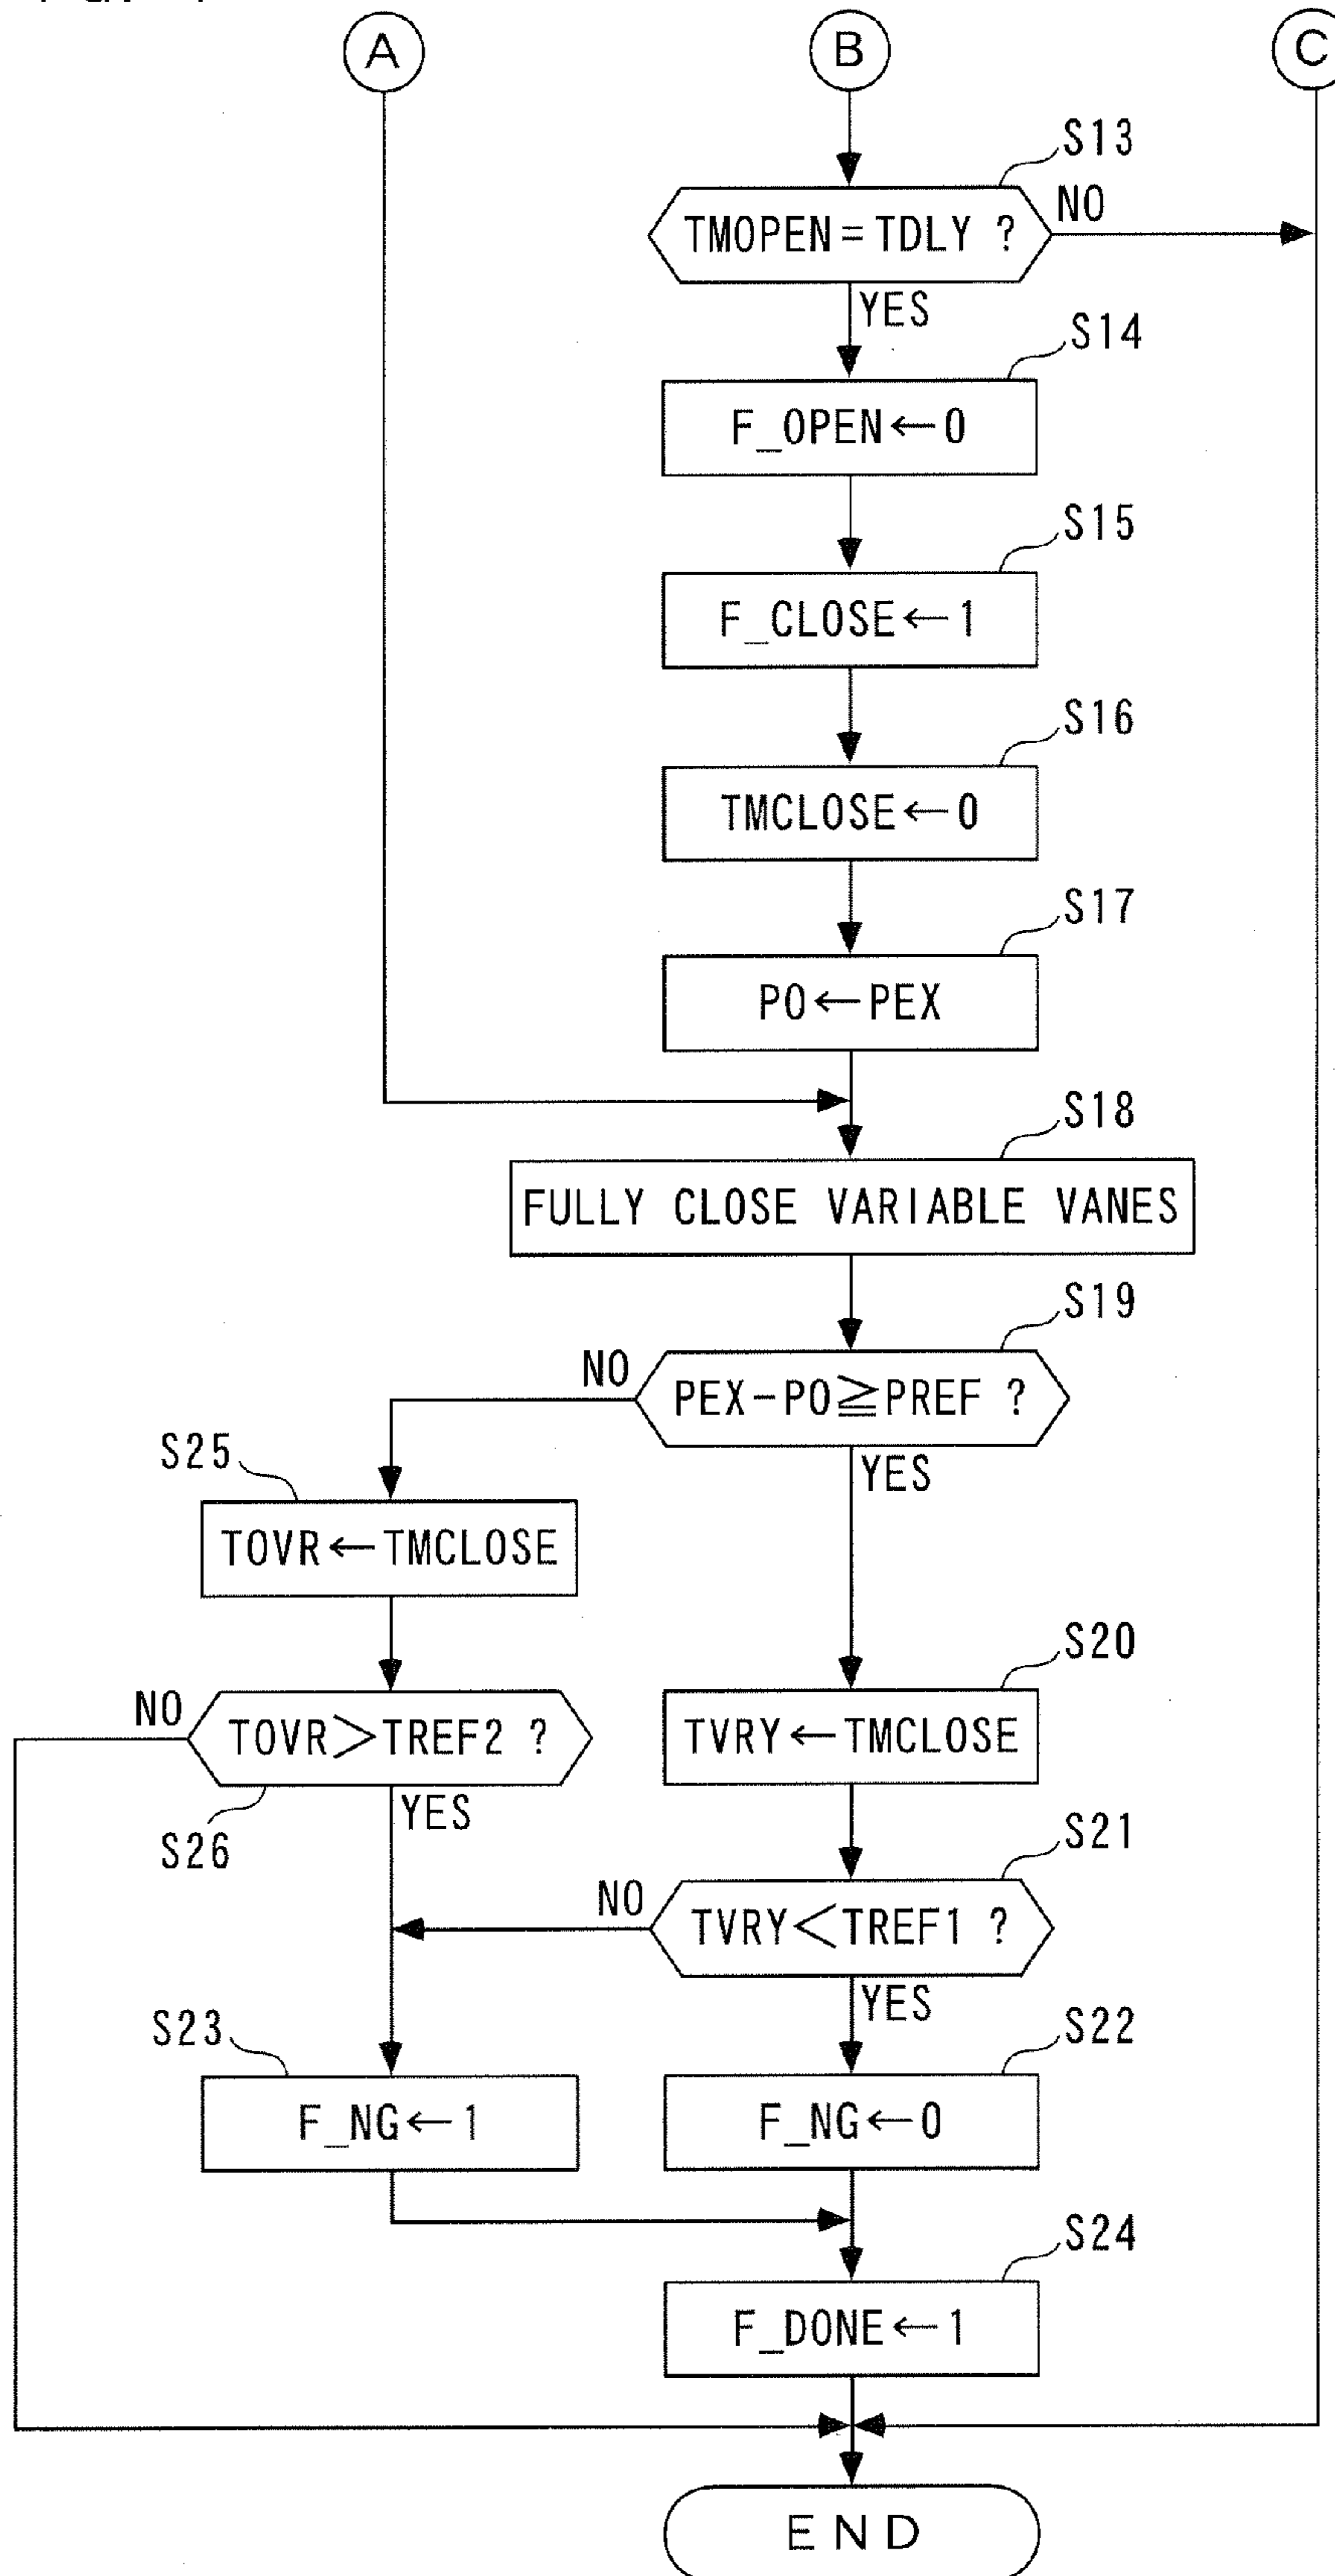 A
B
C
S13
TMOPEN=TDLY ?
NO
YES
S14
F_OPEN←0
S15
F_CLOSE←1
S16
TMCLOSE←0
S17
PO←PEX
S18
FULLY CLOSE VARIABLE VANES
S19
NO
PEX-PO≧PREF ?
YES
S25
TOVR←TMCLOSE
S20
NO
TOVR>TREF2 ?
TVRY←TMCLOSE
YES
S26
S21
NO
TVRY<TREF1 ?
YES
S23
S22
F_NG←1
F_NG←0
S24
F_DONE←1
END